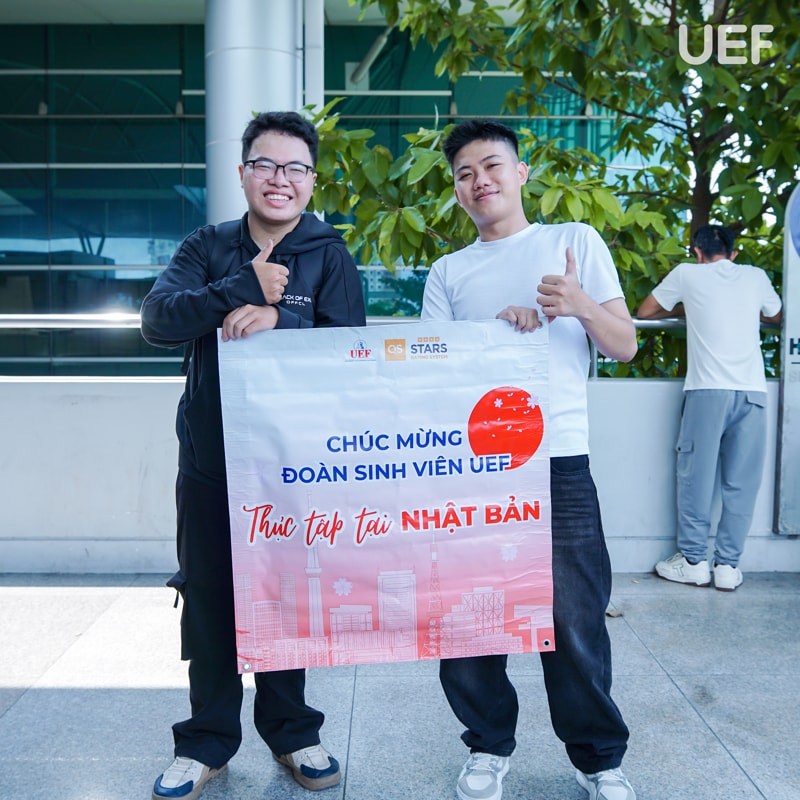 UEF
UEF
QS
STARS
RATING SYSTEM
CHÚC MỪNG
ĐOÀN SINH VIÊN UEF
Thực tập tại NHẬT BẢN